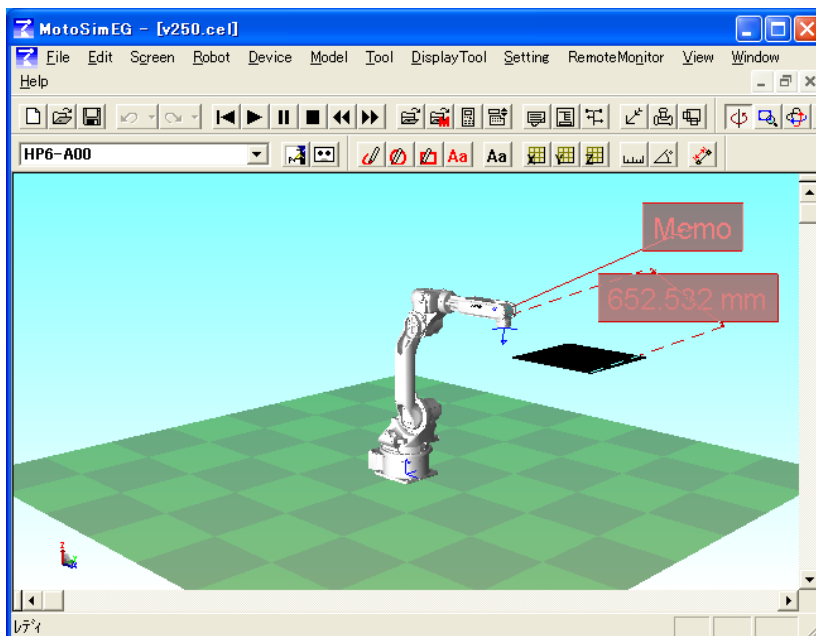 MotoSimEG - [v250.cel]
File Edit Screen Robot Device Model Tool DisplayTool Setting RemoteMonitor View Window
Help
HP6-A00
Aa Aa
Memo
652.532 mm
レディ